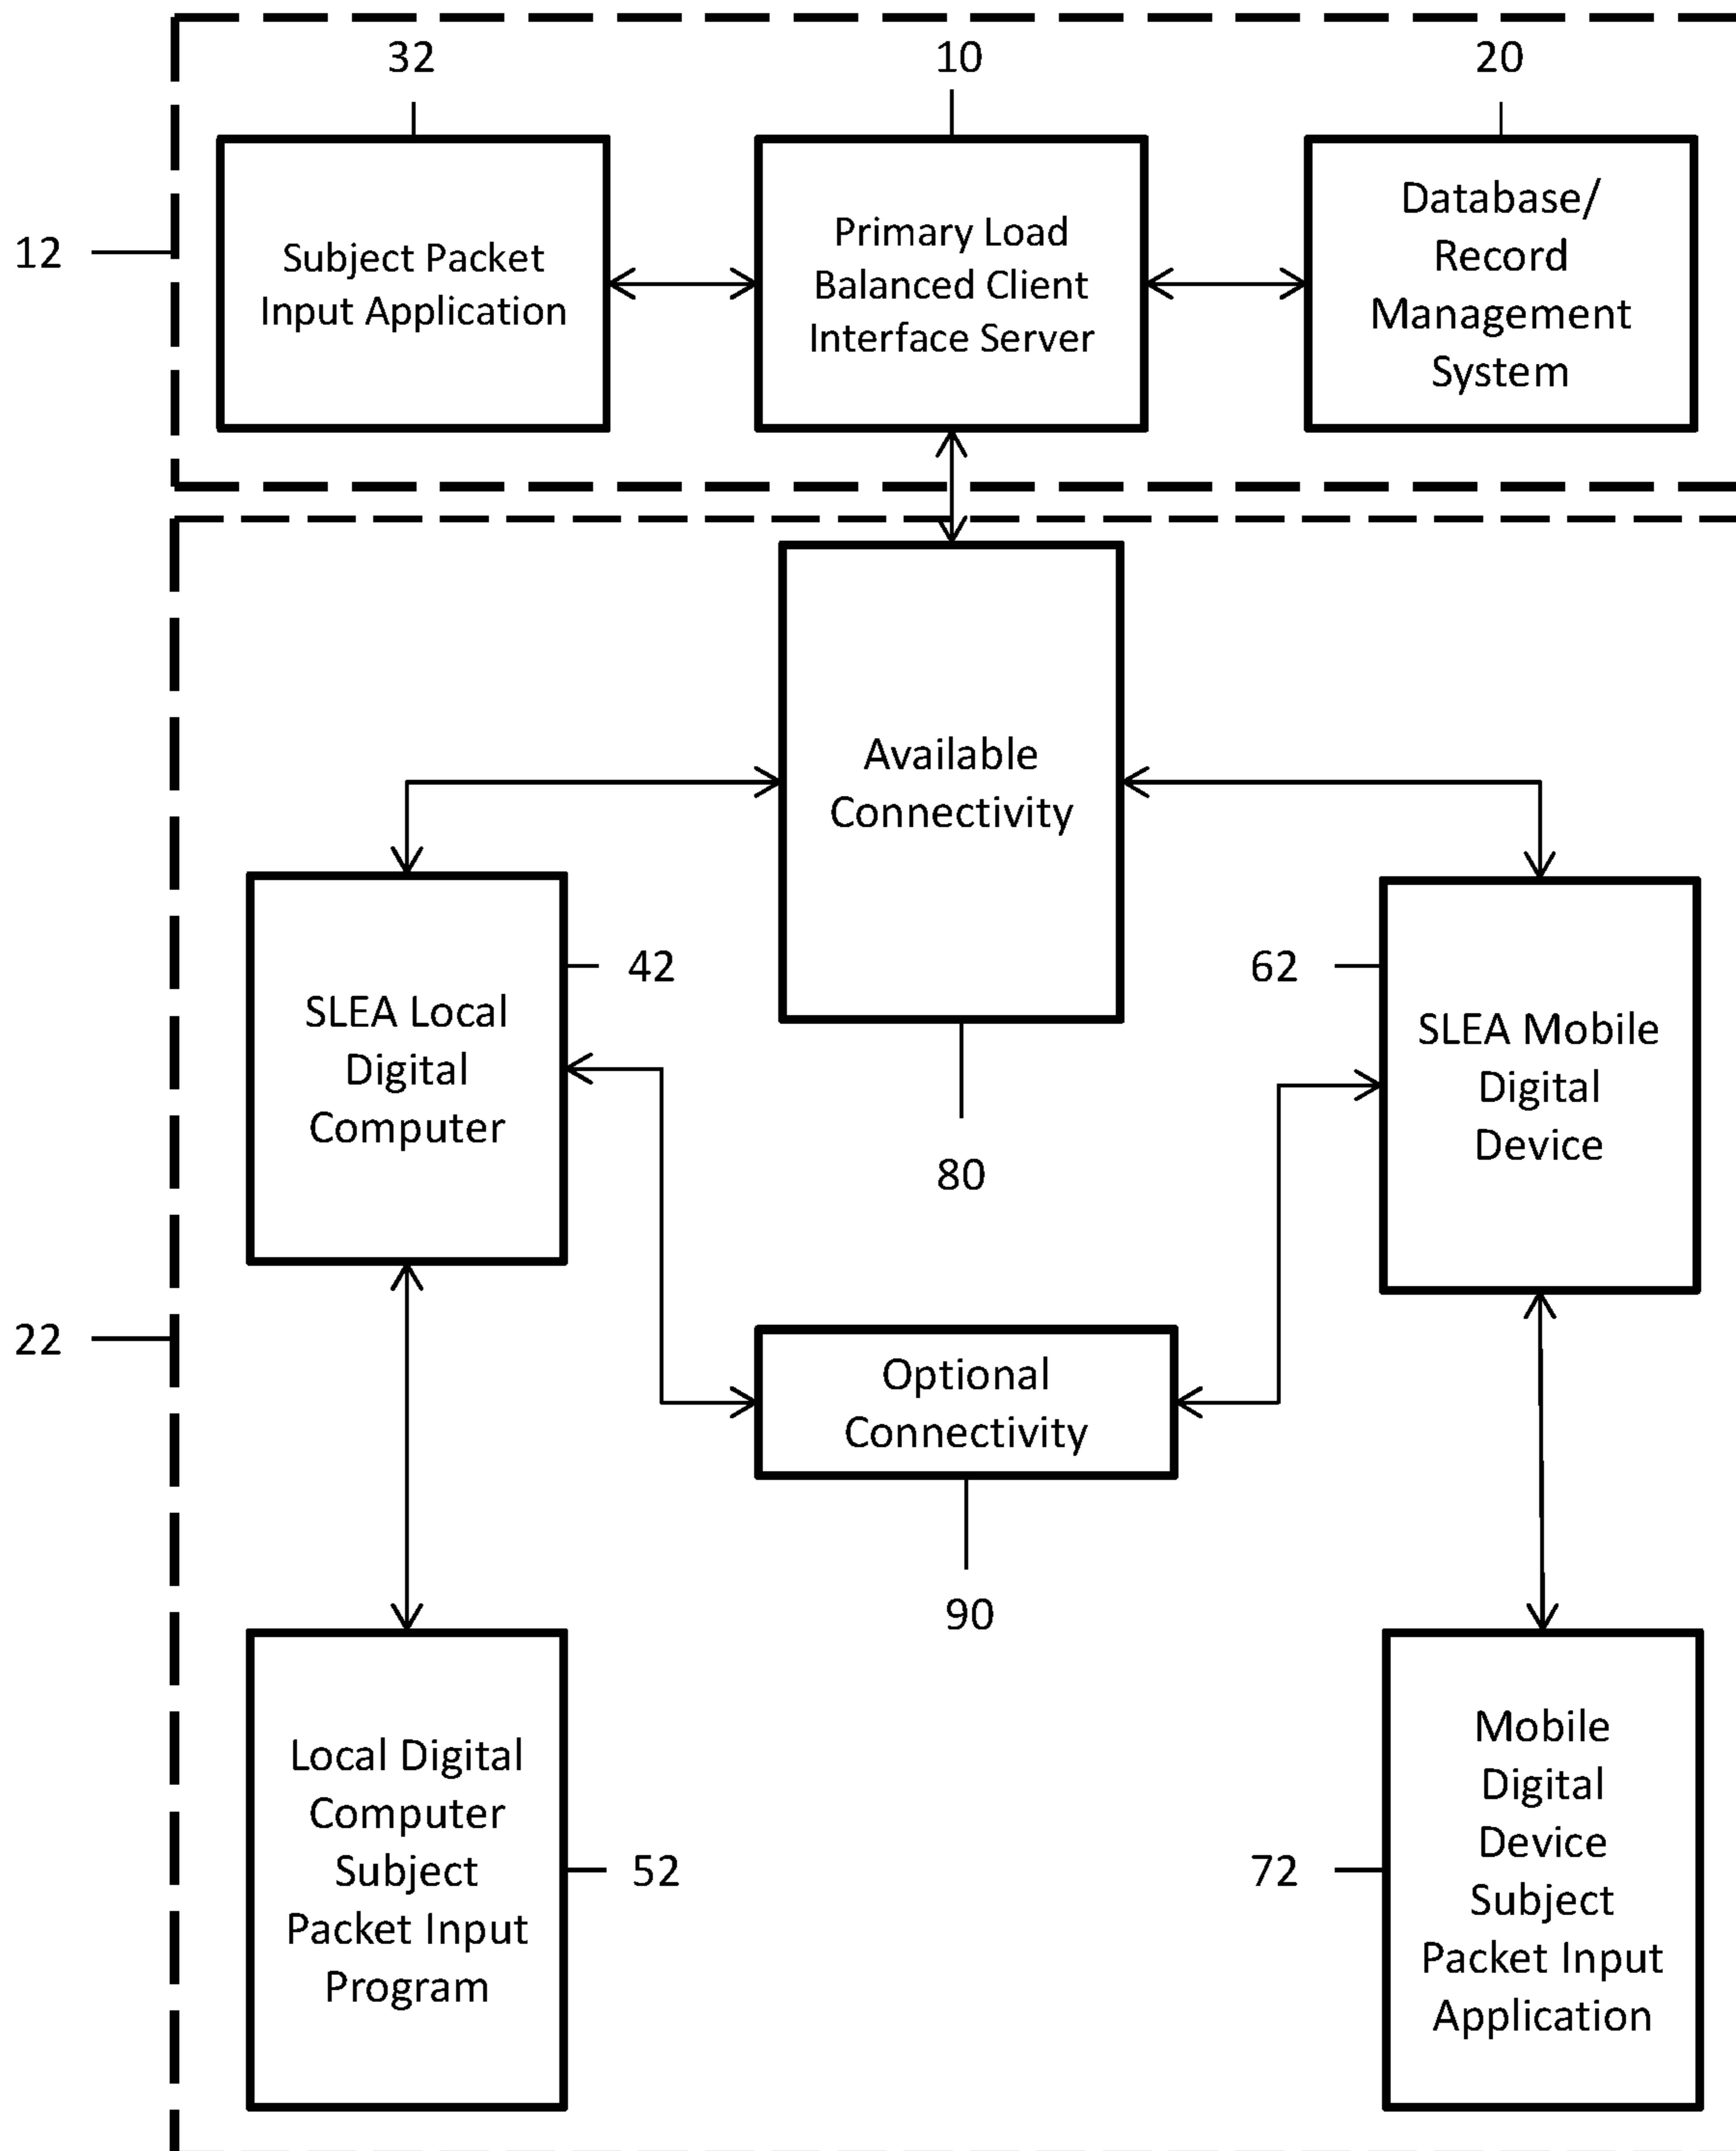 32
10
20
12
Subject Packet
Input Application
Primary Load
Balanced Client
Interface Server
Database/
Record
Management
System
Available
Connectivity
80
SLEA Local
Digital
Computer
42
62
SLEA Mobile
Digital
Device
22
Optional
Connectivity
90
Local Digital
Computer
Subject
Packet Input
Program
52
72
Mobile
Digital
Device
Subject
Packet Input
Application